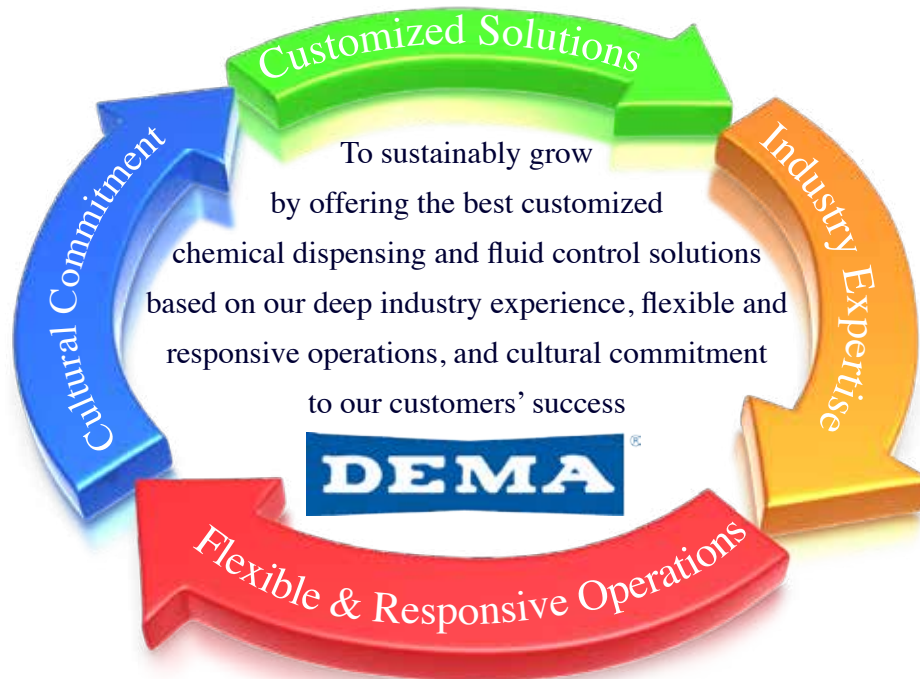 Customized Solutions
Industry Expertise
Flexible & Responsive Operations
Cultural Commitment
To sustainably grow
by offering the best customized
chemical dispensing and fluid control solutions
based on our deep industry experience, flexible and
responsive operations, and cultural commitment
to our customers’ success
DEMA®